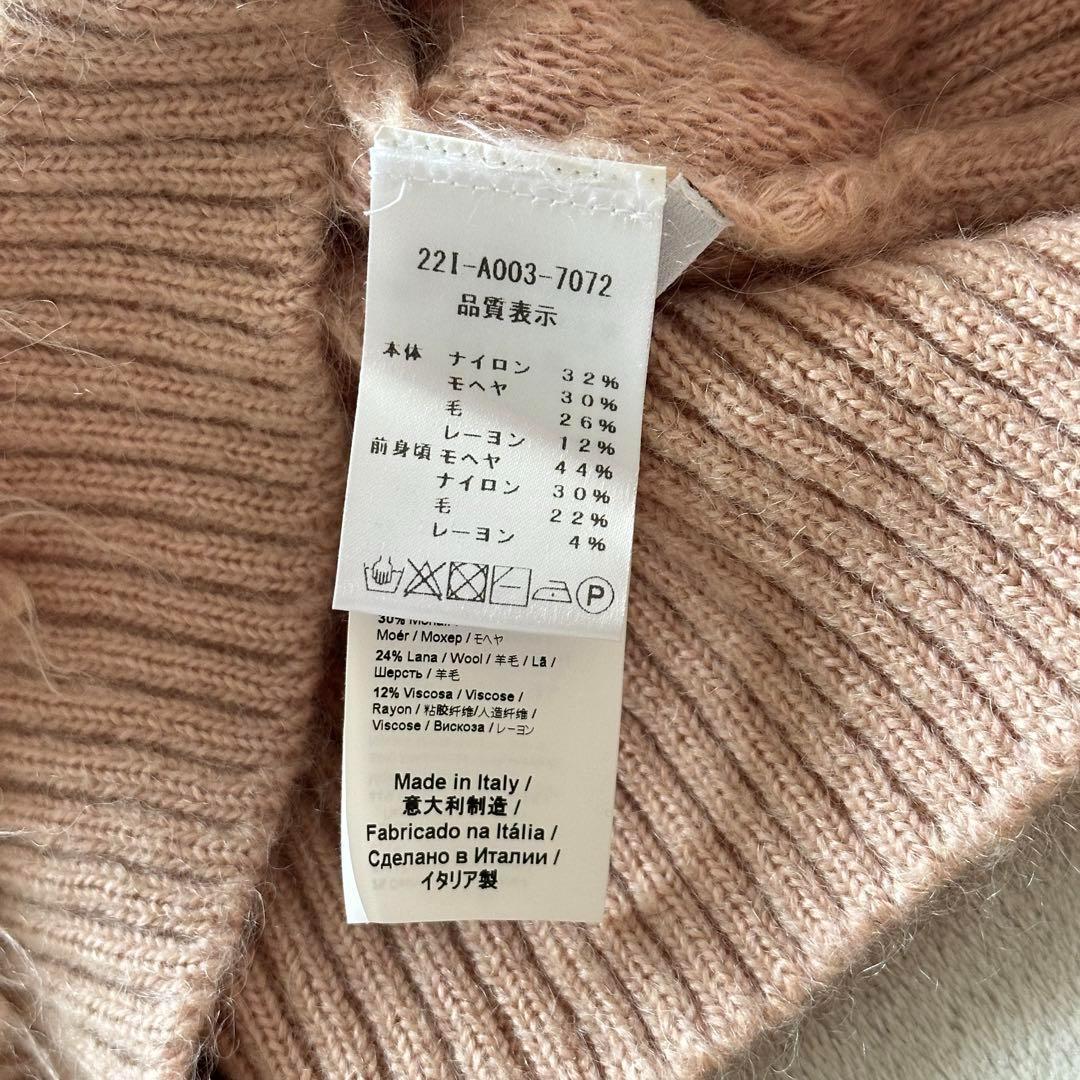 22I-A003-7072
品質表示
本体 ナイロン 32%
モヘヤ 30%
毛 26%
レーヨン 12%
前身頃 モヘヤ 44%
ナイロン 30%
毛 22%
レーヨン 4%
P
30%
Moér / Мохер / モヘヤ
24% Lana / Wool / 羊毛 / Lã /
Шерсть / 羊毛
12% Viscosa / Viscose /
Rayon / 粘胶纤维/人造纤维 /
Viscose / Вискоза / レーヨン
Made in Italy /
意大利制造 /
Fabricado na Itália /
Сделано в Италии /
イタリア製